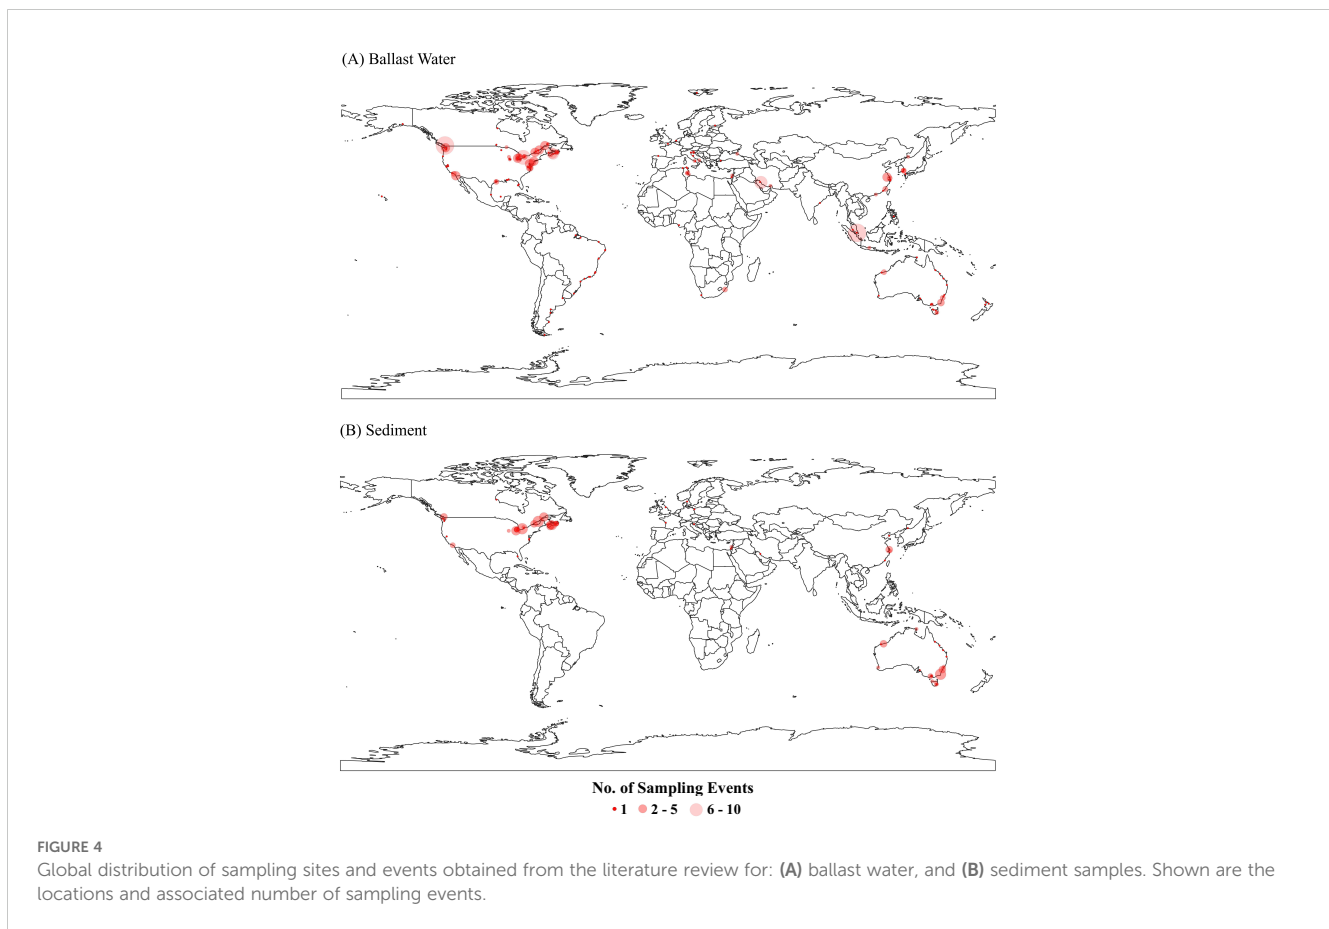 (A) Ballast Water
(B) Sediment
No. of Sampling Events
1 2 - 5 6 - 10
FIGURE 4
Global distribution of sampling sites and events obtained from the literature review for: (A) ballast water, and (B) sediment samples. Shown are the
locations and associated number of sampling events.